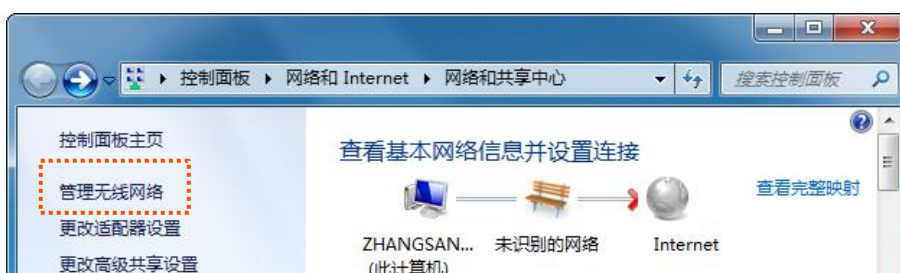 控制面板 网络和 Internet 网络和共享中心 搜索控制面板
控制面板主页
管理无线网络
更改适配器设置
更改高级共享设置
查看基本网络信息并设置连接
查看完整映射
ZHANGSAN... 未识别的网络 Internet
(此计算机)